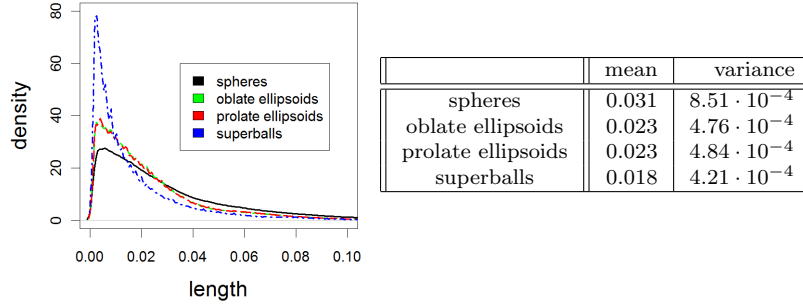 80
60
40
20
0
density
spheres
oblate ellipsoids
prolate ellipsoids
superballs
0.00 0.02 0.04 0.06 0.08 0.10
length
mean variance
spheres 0.031 8.51 · 10⁻⁴
oblate ellipsoids 0.023 4.76 · 10⁻⁴
prolate ellipsoids 0.023 4.84 · 10⁻⁴
superballs 0.018 4.21 · 10⁻⁴